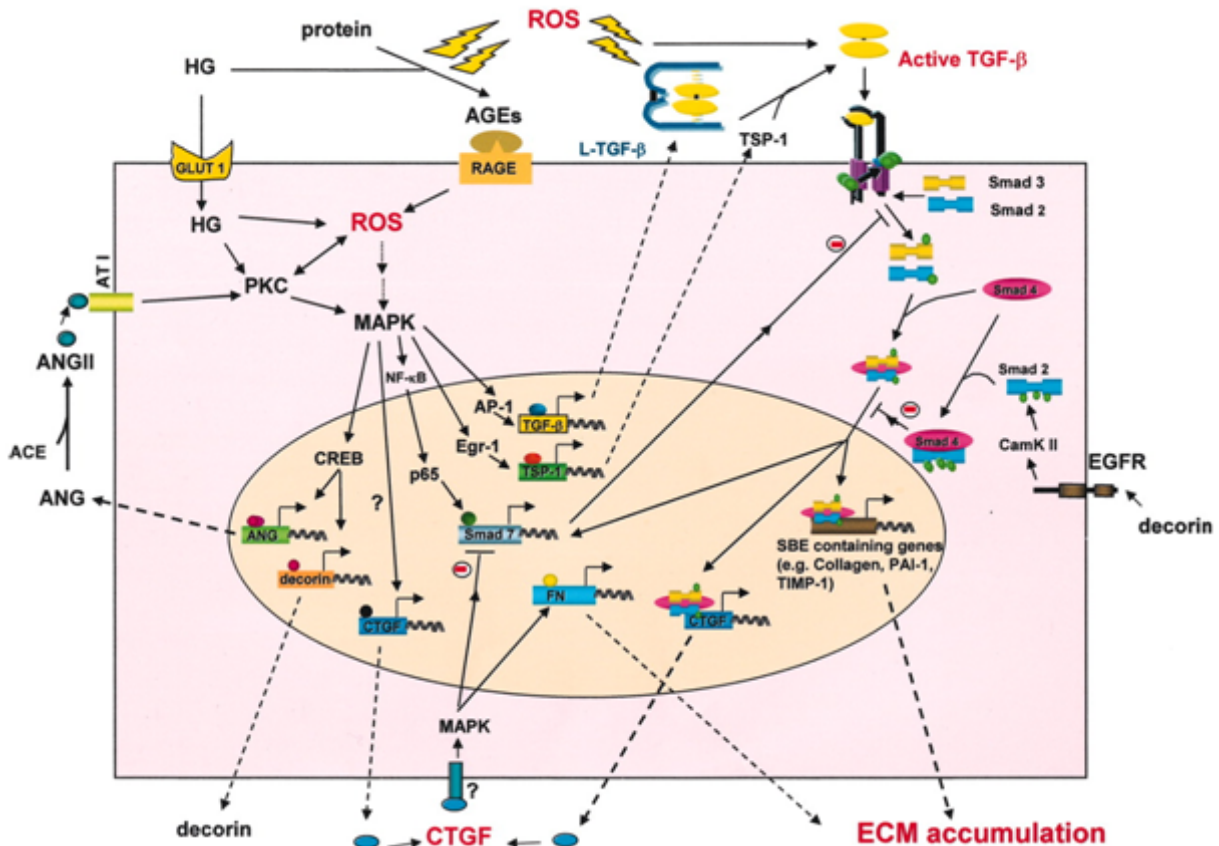 ROS
protein
HG
Active TGF-β
AGEs
TSP-1
L-TGF-β
GLUT 1
RAGE
Smad 3
Smad 2
HG
ROS
AT I
PKC
Smad 4
MAPK
ANGII
NF-κB
Smad 2
AP-1
TGF-β
ACE
Egr-1
Smad 4
CamK II
EGFR
CREB
p65
TSP-1
ANG
?
decorin
ANG
Smad 7
SBE containing genes
(e.g. Collagen, PAI-1,
TIMP-1)
decorin
FN
CTGF
CTGF
MAPK
?
decorin
CTGF
ECM accumulation